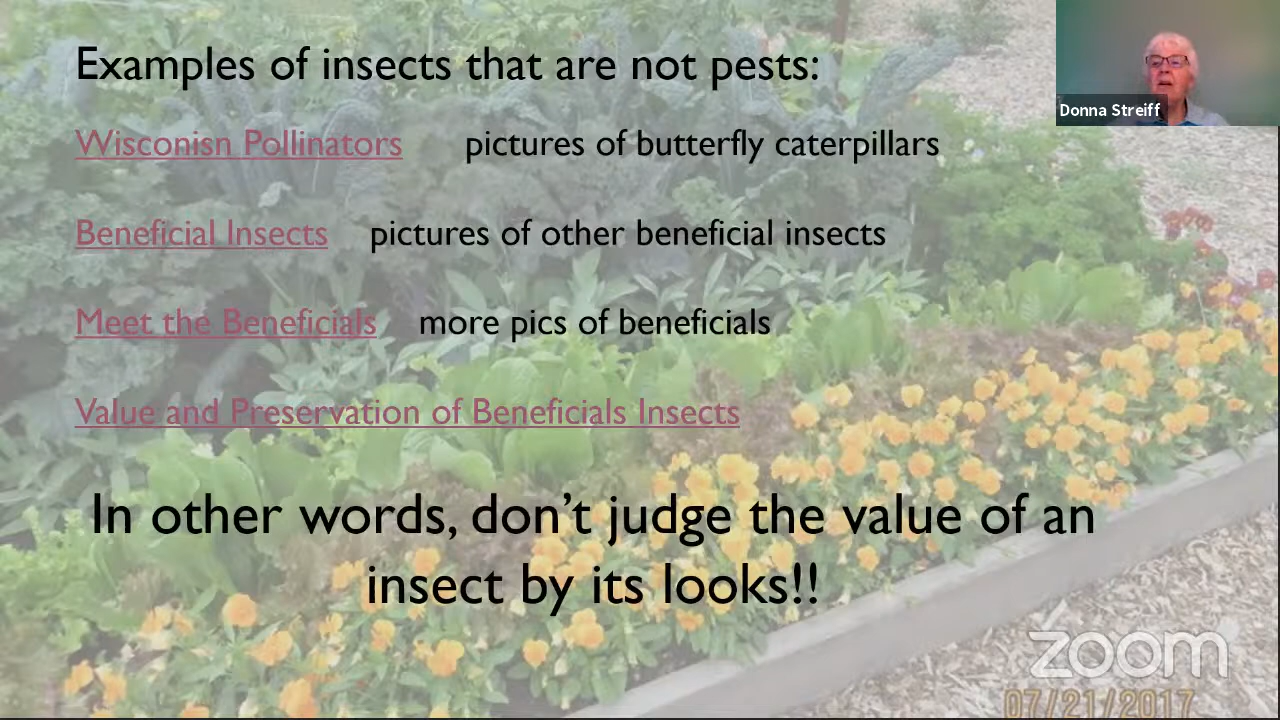 Examples of insects that are not pests:
Donna Streiff
Wisconisn Pollinators pictures of butterfly caterpillars
Beneficial Insects pictures of other beneficial insects
Meet the Beneficials more pics of beneficials
Value and Preservation of Beneficials Insects
In other words, don’t judge the value of an
insect by its looks!!
zoom
07/21/2017